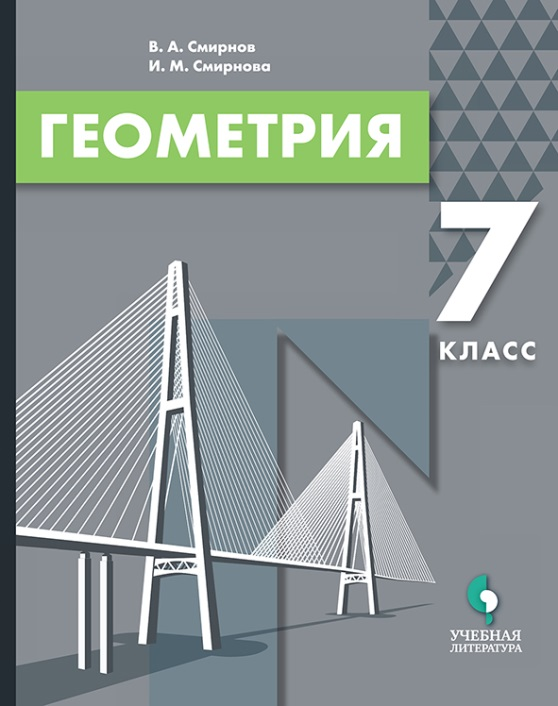 В. А. Смирнов
И. М. Смирнова
ГЕОМЕТРИЯ
7
КЛАСС
УЧЕБНАЯ
ЛИТЕРАТУРА